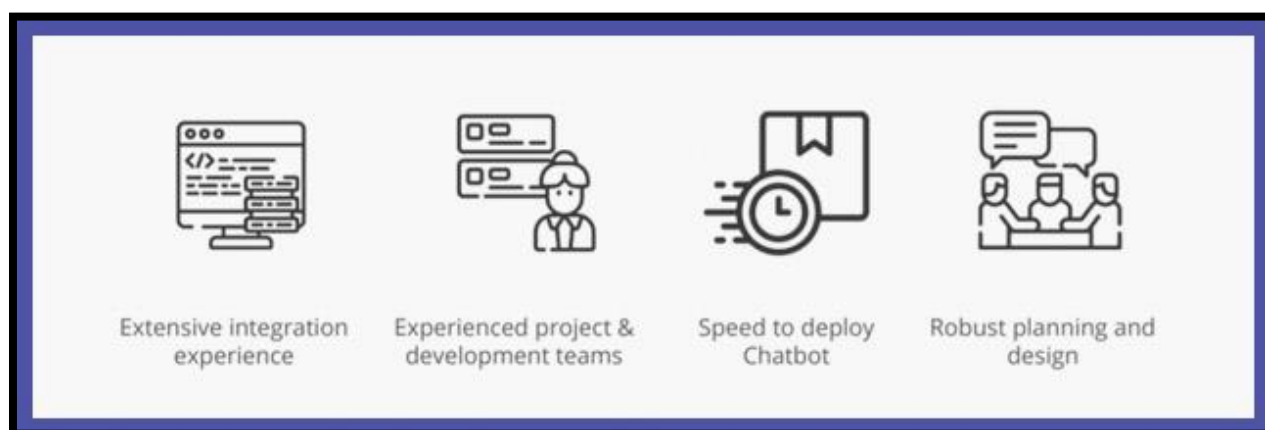 Extensive integration
experience
Experienced project &
development teams
Speed to deploy
Chatbot
Robust planning and
design